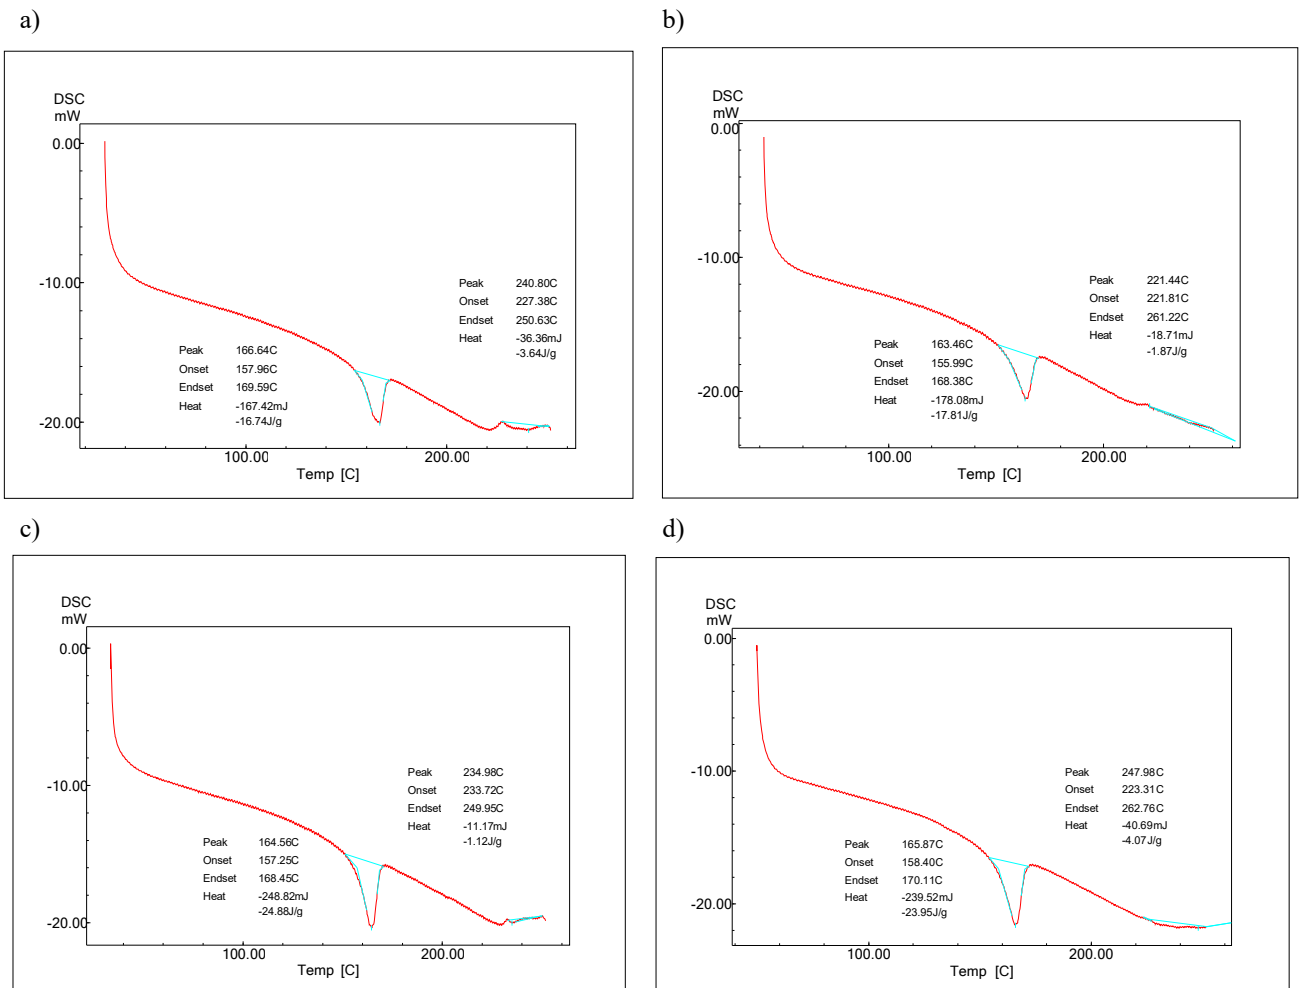 a)
DSC
mW
0.00
-10.00
-20.00
Peak 240.80C
Onset 227.38C
Endset 250.63C
Heat -36.36mJ
-3.64J/g
Peak 166.64C
Onset 157.96C
Endset 169.59C
Heat -167.42mJ
-16.74J/g
100.00 200.00
Temp [C]
b)
DSC
mW
0.00
-10.00
-20.00
Peak 221.44C
Onset 221.81C
Endset 261.22C
Heat -18.71mJ
-1.87J/g
Peak 163.46C
Onset 155.99C
Endset 168.38C
Heat -178.08mJ
-17.81J/g
100.00 200.00
Temp [C]
c)
DSC
mW
0.00
-10.00
-20.00
Peak 234.98C
Onset 233.72C
Endset 249.95C
Heat -11.17mJ
-1.12J/g
Peak 164.56C
Onset 157.25C
Endset 168.45C
Heat -248.82mJ
-24.88J/g
100.00 200.00
Temp [C]
d)
DSC
mW
0.00
-10.00
-20.00
Peak 247.98C
Onset 223.31C
Endset 262.76C
Heat -40.69mJ
-4.07J/g
Peak 165.87C
Onset 158.40C
Endset 170.11C
Heat -239.52mJ
-23.95J/g
100.00 200.00
Temp [C]